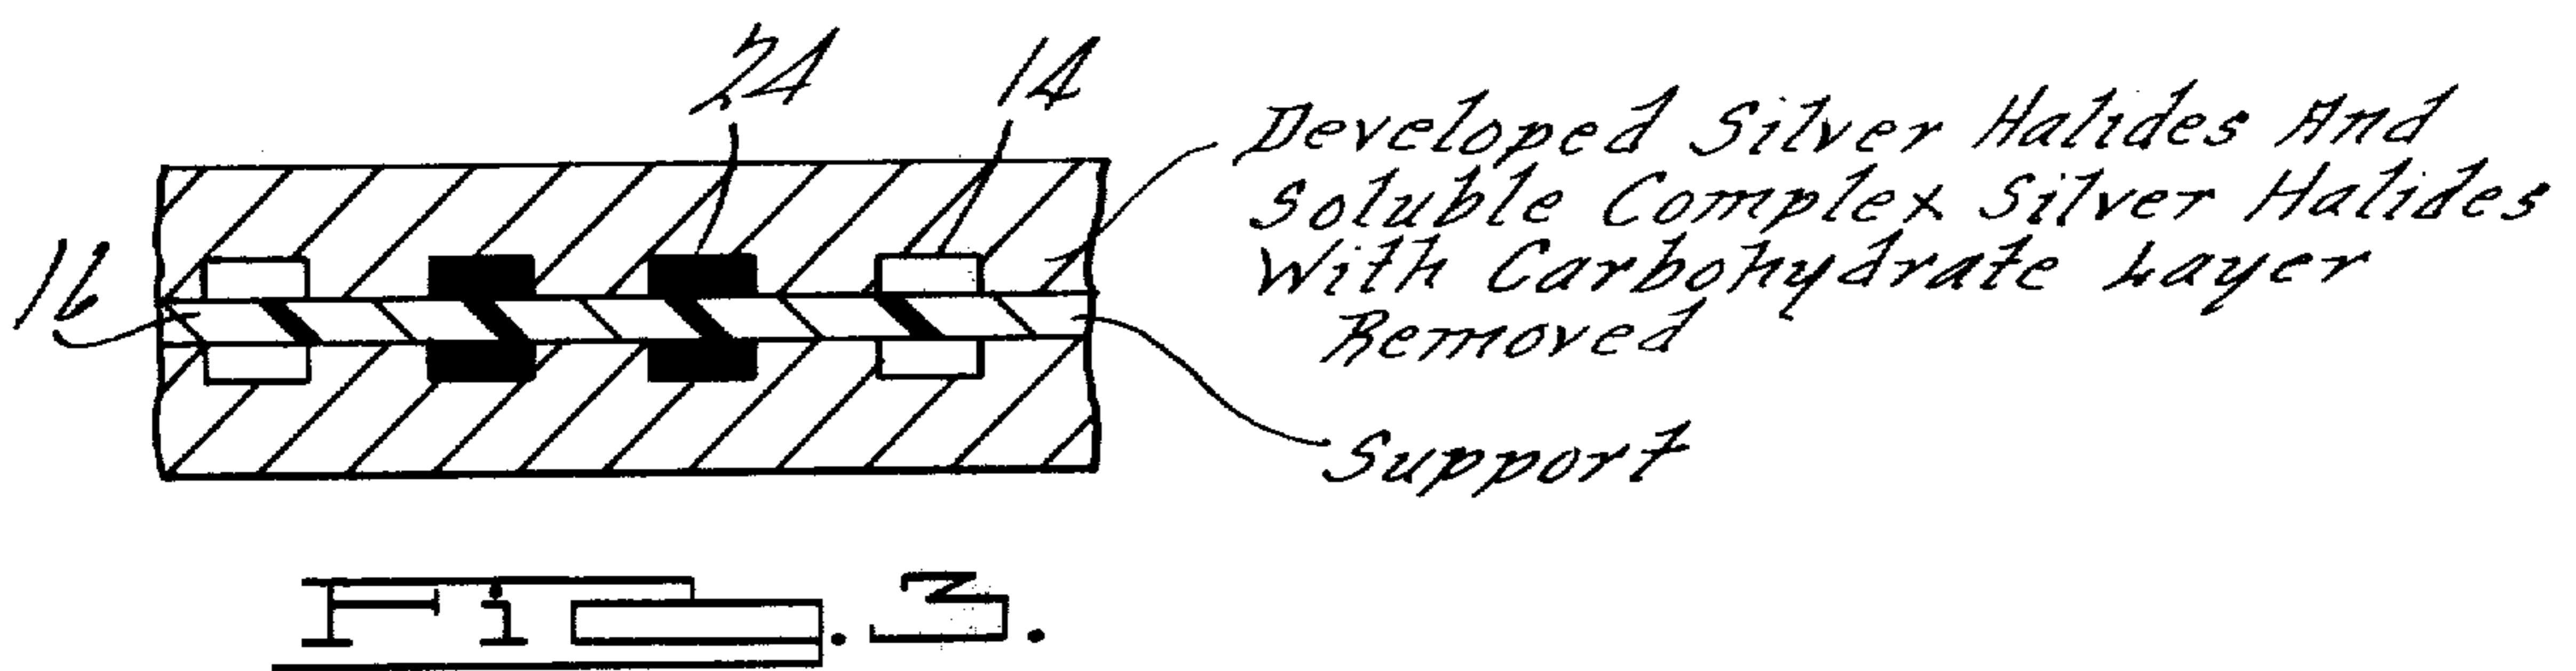 24
14
16
Developed Silver Halides And
Soluble Complex Silver Halides
With Carbohydrate Layer
Removed
Support
Fig. 3.